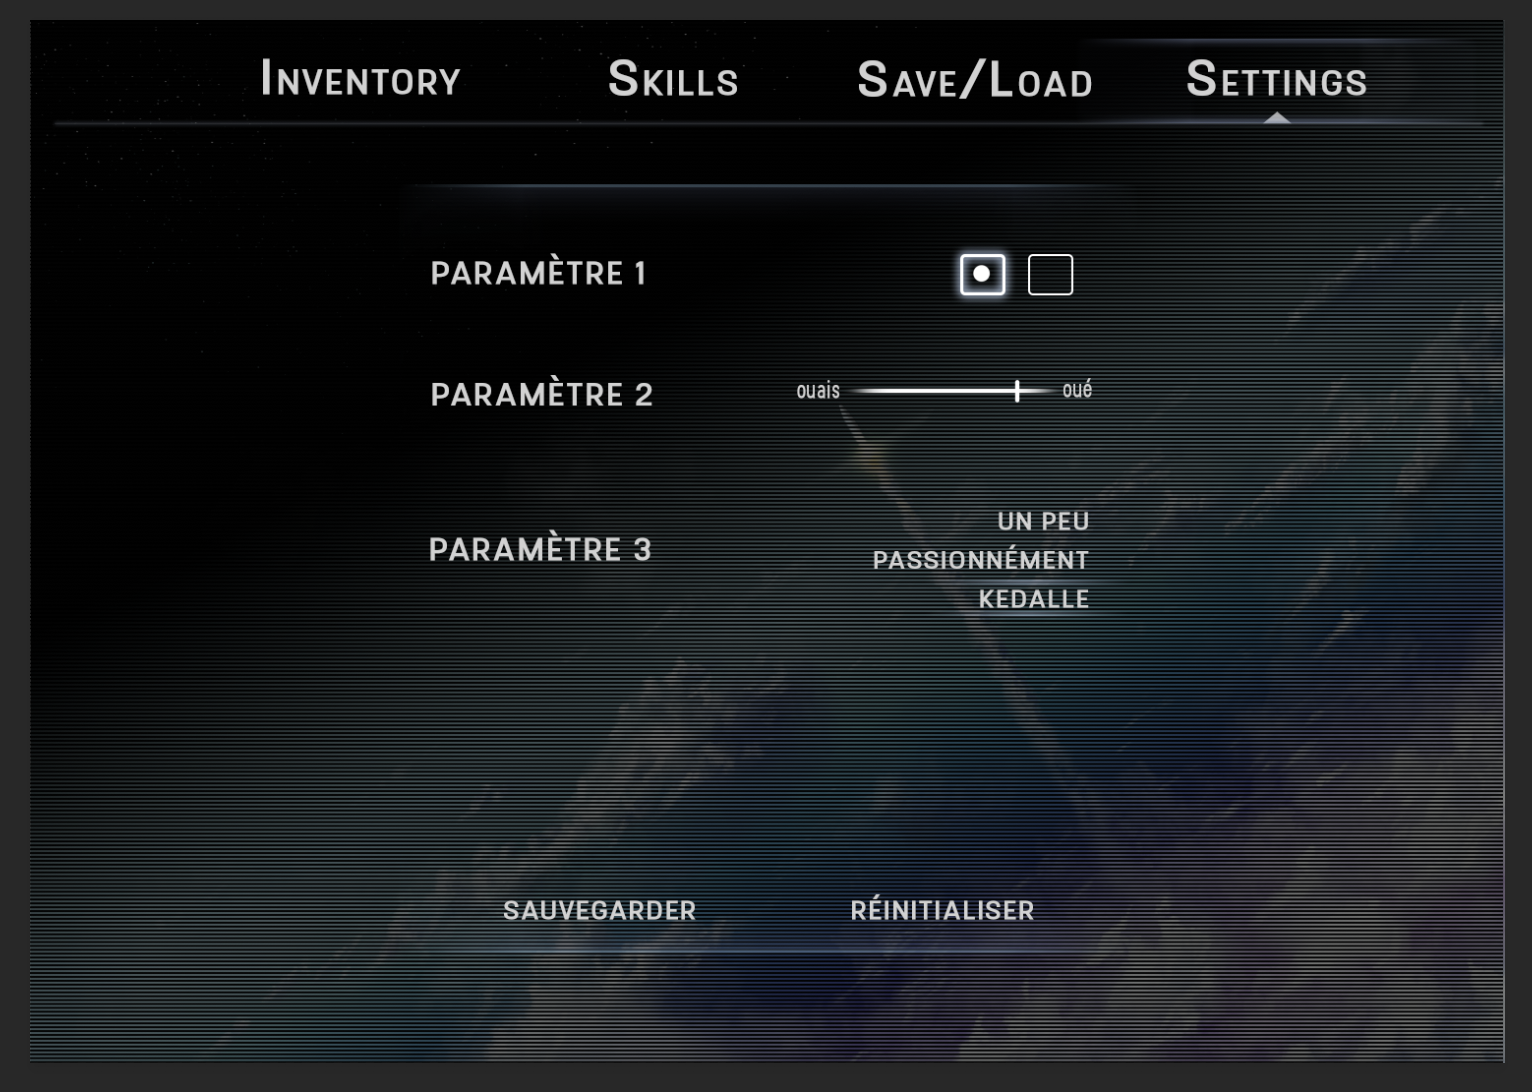 Inventory
Skills
Save/Load
Settings
PARAMÈTRE 1
PARAMÈTRE 2
ouais
oué
PARAMÈTRE 3
UN PEU
PASSIONNÉMENT
KEDALLE
SAUVEGARDER
RÉINITIALISER